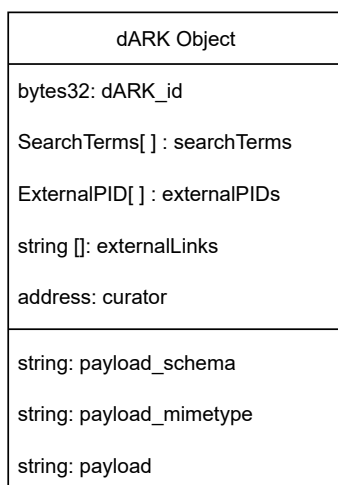 dARK Object
bytes32: dARK_id
SearchTerms[ ] : searchTerms
ExternalPID[ ] : externalPIDs
string []: externalLinks
address: curator
string: payload_schema
string: payload_mimetype
string: payload